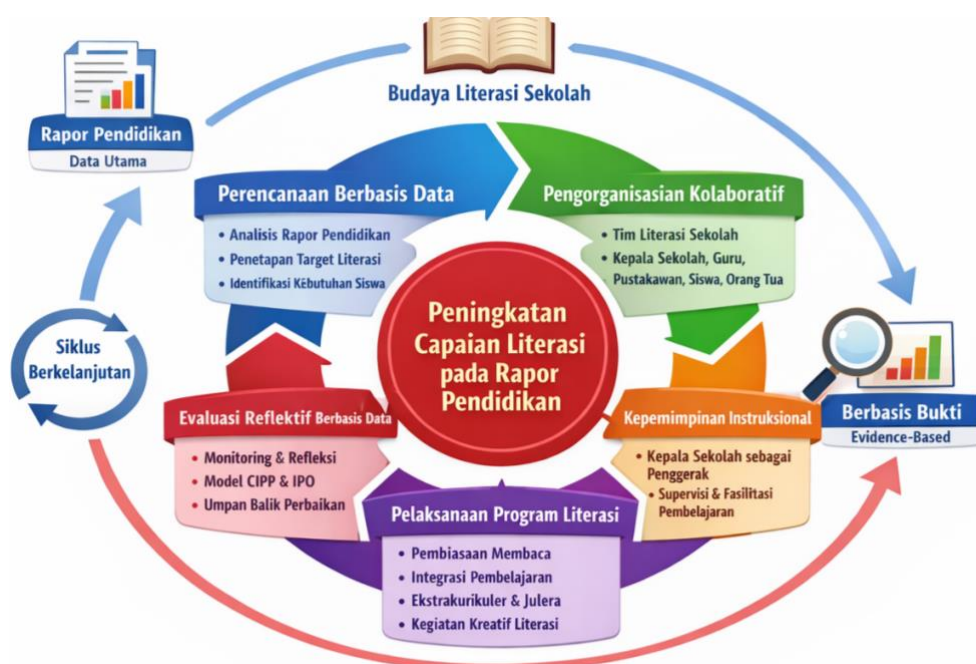 Budaya Literasi Sekolah
Rapor Pendidikan
Data Utama
Perencanaan Berbasis Data
• Analisis Rapor Pendidikan
• Penetapan Target Literasi
• Identifikasi Kebutuhan Siswa
Pengorganisasian Kolaboratif
• Tim Literasi Sekolah
• Kepala Sekolah, Guru,
Pustakawan, Siswa, Orang Tua
Peningkatan
Capaian Literasi
pada Rapor
Pendidikan
Siklus
Berkelanjutan
Evaluasi Reflektif Berbasis Data
• Monitoring & Refleksi
• Model CIPP & IPO
• Umpan Balik Perbaikan
Kepemimpinan Instruksional
• Kepala Sekolah sebagai
Penggerak
• Supervisi & Fasilitasi
Pembelajaran
Berbasis Bukti
Evidence-Based
Pelaksanaan Program Literasi
• Pembiasaan Membaca
• Integrasi Pembelajaran
• Ekstrakurikuler & Julera
• Kegiatan Kreatif Literasi